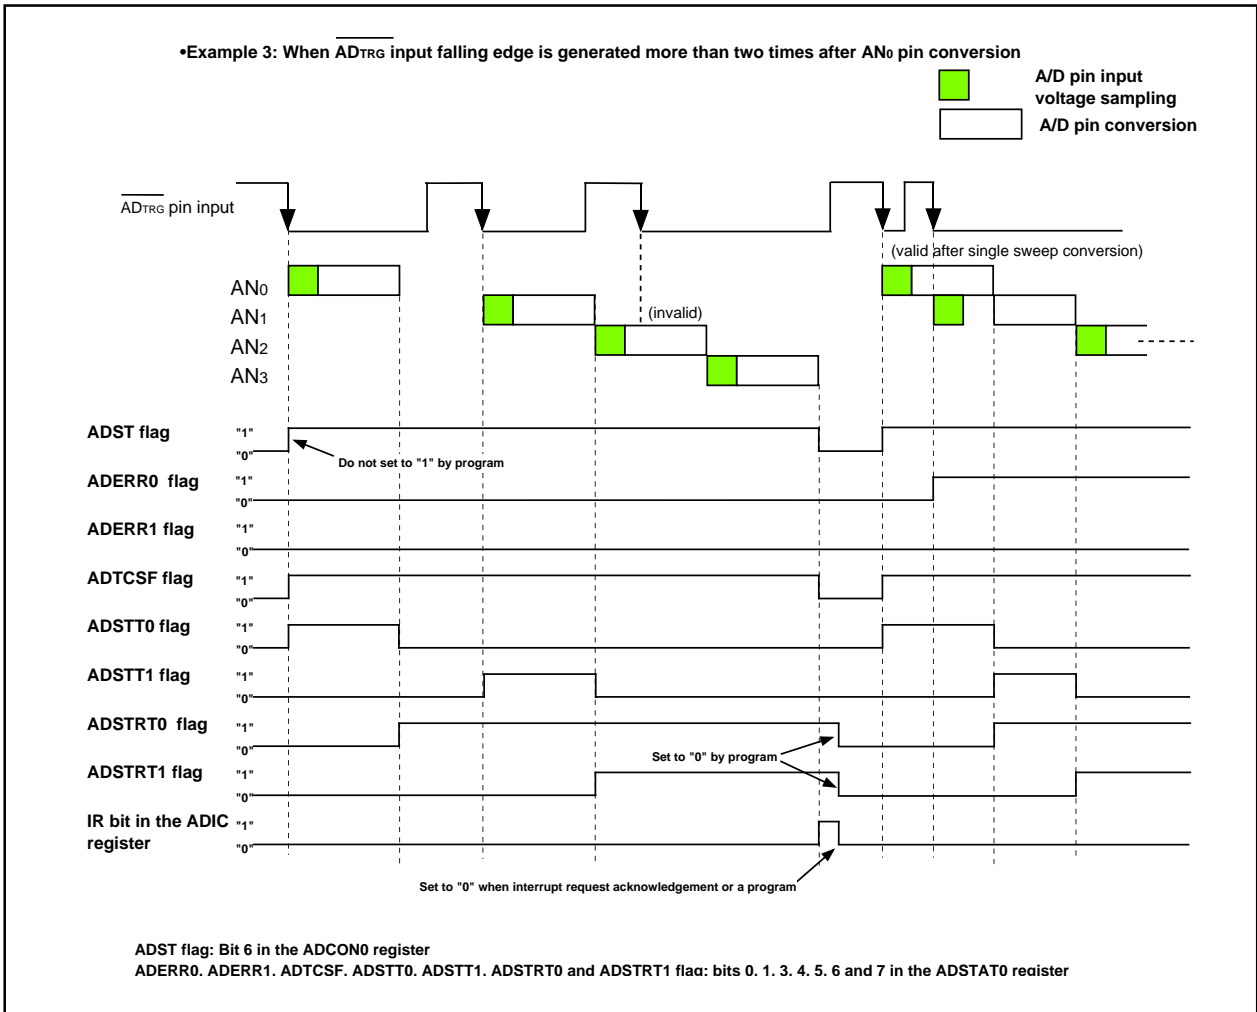 •Example 3: When ADTRG input falling edge is generated more than two times after AN0 pin conversion
A/D pin input
voltage sampling
A/D pin conversion
ADTRG pin input
(valid after single sweep conversion)
AN0
AN1
(invalid)
AN2
AN3
ADST flag
"1"
"0"
Do not set to "1" by program
ADERR0 flag
"1"
"0"
ADERR1 flag
"1"
"0"
ADTCSF flag
"1"
"0"
ADSTT0 flag
"1"
"0"
ADSTT1 flag
"1"
"0"
ADSTRT0 flag
"1"
"0"
Set to "0" by program
ADSTRT1 flag
"1"
"0"
IR bit in the ADIC
register
"1"
"0"
Set to "0" when interrupt request acknowledgement or a program
ADST flag: Bit 6 in the ADCON0 register
ADERR0, ADERR1, ADTCSF, ADSTT0, ADSTT1, ADSTRT0 and ADSTRT1 flag: bits 0, 1, 3, 4, 5, 6 and 7 in the ADSTAT0 register